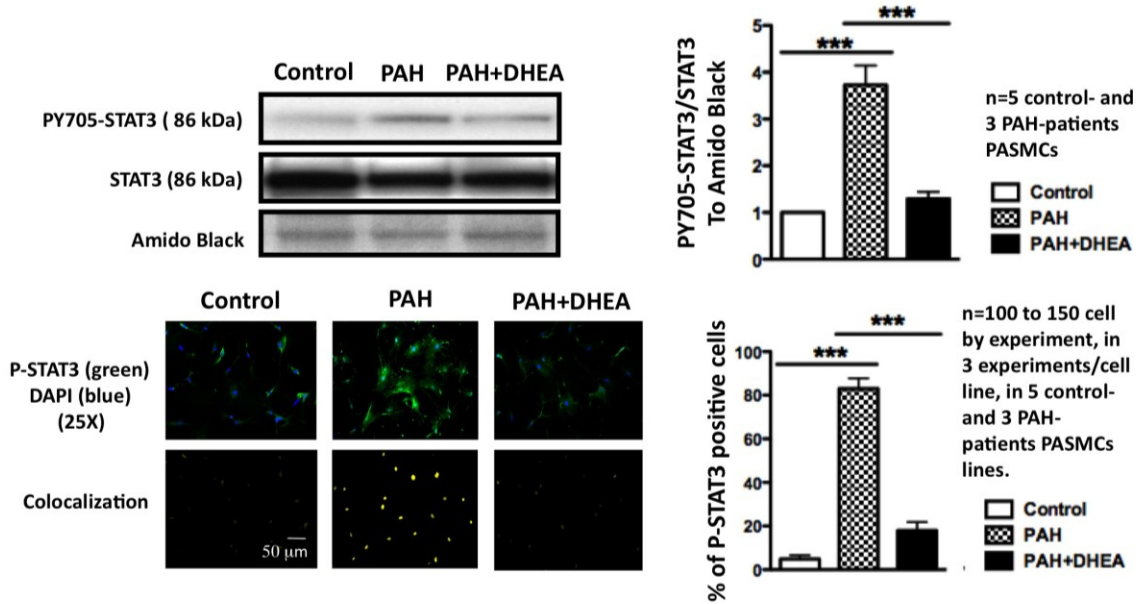 Control PAH PAH+DHEA
PY705-STAT3 ( 86 kDa)
STAT3 (86 kDa)
Amido Black
PY705-STAT3/STAT3
To Amido Black
5
4
3
2
1
0
***
***
n=5 control- and
3 PAH-patients
PASMCs
Control
PAH
PAH+DHEA
Control PAH PAH+DHEA
P-STAT3 (green)
DAPI (blue)
(25X)
Colocalization
50 µm
% of P-STAT3 positive cells
100
80
60
40
20
0
***
***
n=100 to 150 cell
by experiment, in
3 experiments/cell
line, in 5 control-
and 3 PAH-
patients PASMCs
lines.
Control
PAH
PAH+DHEA